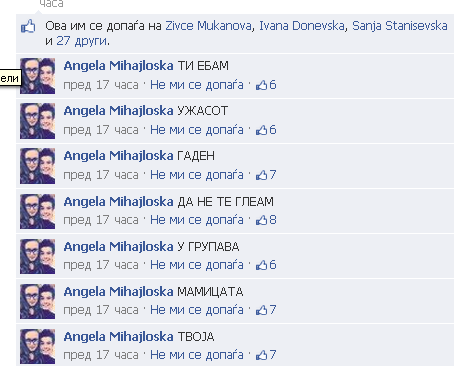 часа
Ова им се допаѓа на Zivce Mukanova, Ivana Donevska, Sanja Stanisevska
и 27 други.
ели
Angela Mihajloska ТИ ЕБАМ
пред 17 часа · Не ми се допаѓа · 6
Angela Mihajloska УЖАСОТ
пред 17 часа · Не ми се допаѓа · 6
Angela Mihajloska ГАДЕН
пред 17 часа · Не ми се допаѓа · 7
Angela Mihajloska ДА НЕ ТЕ ГЛЕАМ
пред 17 часа · Не ми се допаѓа · 8
Angela Mihajloska У ГРУПАВА
пред 17 часа · Не ми се допаѓа · 6
Angela Mihajloska МАМИЦАТА
пред 17 часа · Не ми се допаѓа · 7
Angela Mihajloska ТВОЈА
пред 17 часа · Не ми се допаѓа · 7